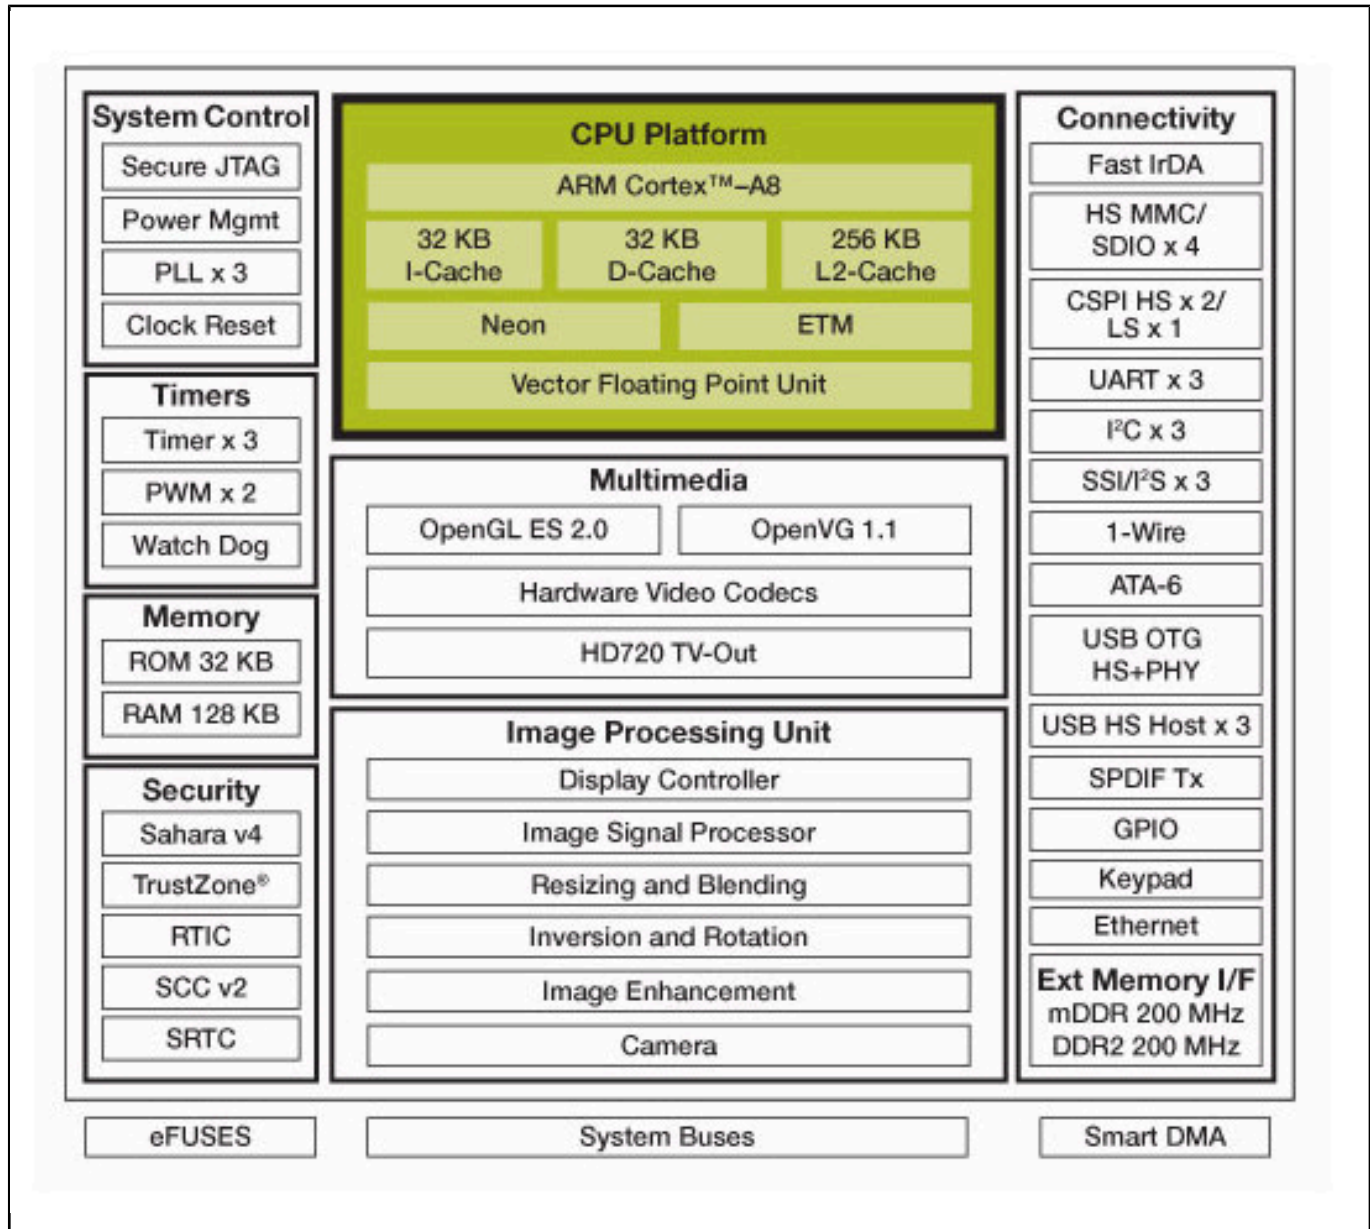 System Control
Secure JTAG
Power Mgmt
PLL x 3
Clock Reset
Timers
Timer x 3
PWM x 2
Watch Dog
Memory
ROM 32 KB
RAM 128 KB
Security
Sahara v4
TrustZone®
RTIC
SCC v2
SRTC
CPU Platform
ARM Cortex™–A8
32 KB
I-Cache
32 KB
D-Cache
256 KB
L2-Cache
Neon
ETM
Vector Floating Point Unit
Multimedia
OpenGL ES 2.0
OpenVG 1.1
Hardware Video Codecs
HD720 TV-Out
Image Processing Unit
Display Controller
Image Signal Processor
Resizing and Blending
Inversion and Rotation
Image Enhancement
Camera
Connectivity
Fast IrDA
HS MMC/
SDIO x 4
CSPI HS x 2/
LS x 1
UART x 3
I²C x 3
SSI/I²S x 3
1-Wire
ATA-6
USB OTG
HS+PHY
USB HS Host x 3
SPDIF Tx
GPIO
Keypad
Ethernet
Ext Memory I/F
mDDR 200 MHz
DDR2 200 MHz
eFUSES
System Buses
Smart DMA